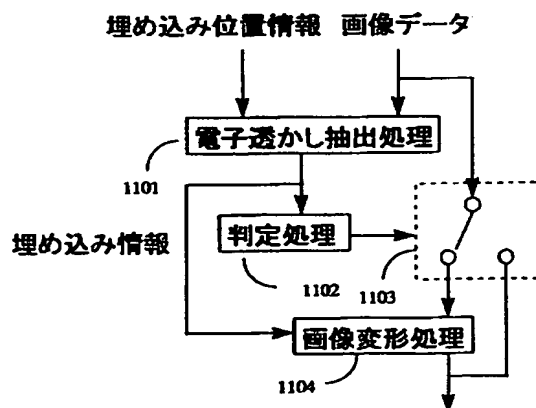 埋め込み位置情報 画像データ
電子透かし抽出処理
1101
埋め込み情報
判定処理
1102
1103
画像変形処理
1104